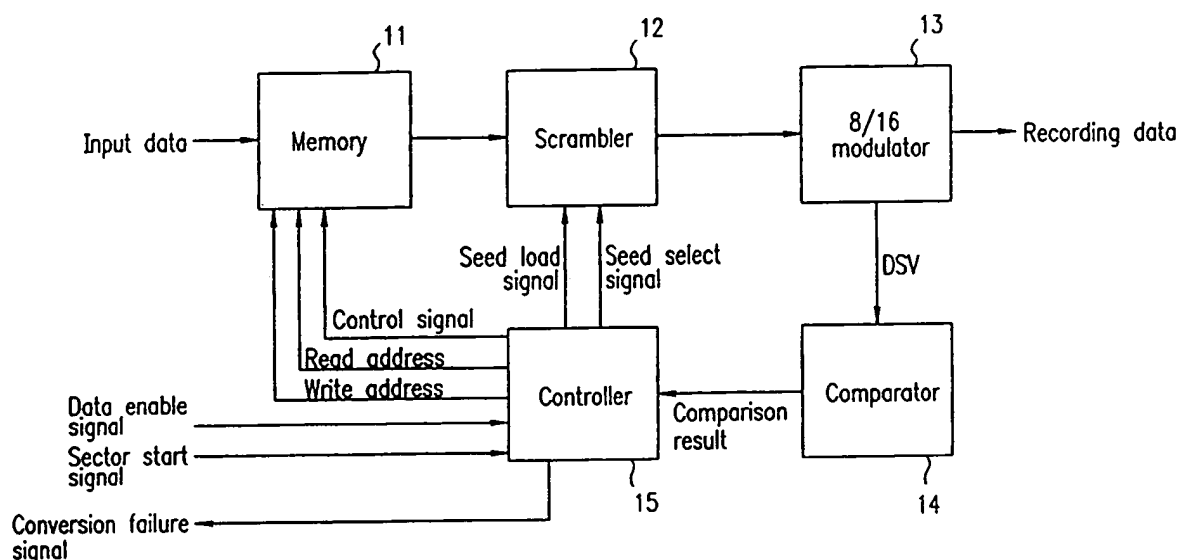 11
12
13
Input data
Memory
Scrambler
8/16
modulator
Recording data
Seed load
signal
Seed select
signal
DSV
Control signal
Read address
Write address
Controller
Comparison
result
Comparator
Data enable
signal
Sector start
signal
15
14
Conversion failure
signal